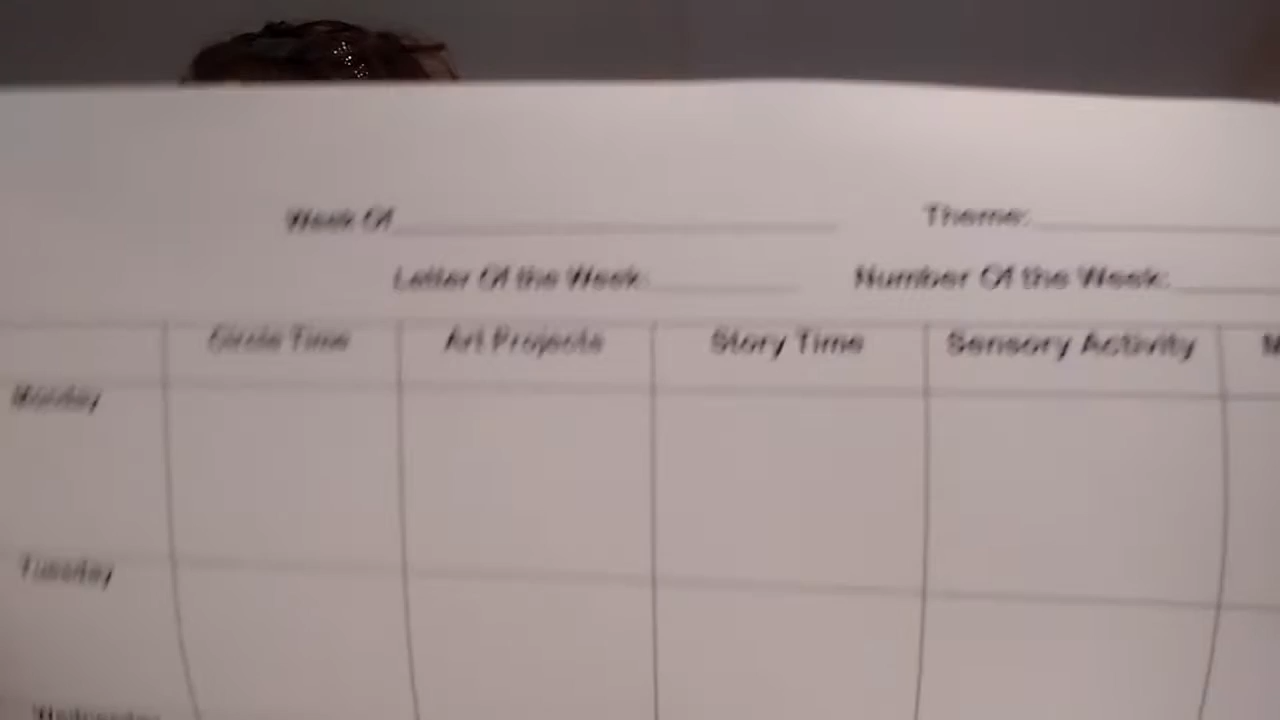 Week Of
Theme:
Letter Of the Week:
Number Of the Week:
Circle Time Art Projects Story Time Sensory Activity
Monday
Tuesday
Wednesday